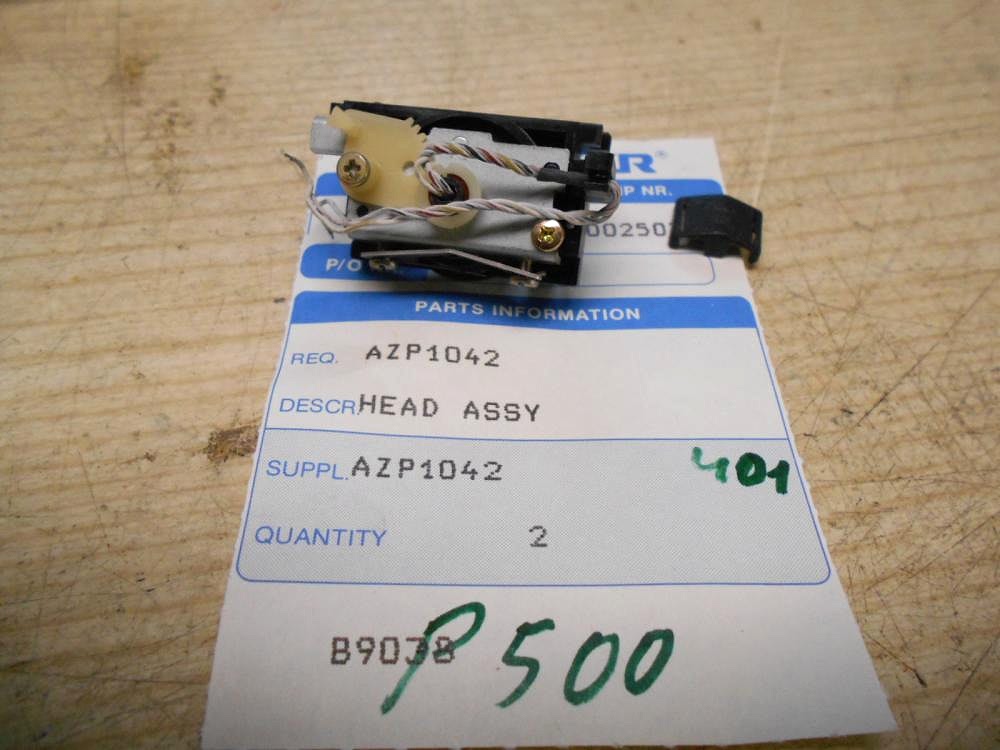 P NR.
00250
P/O
PARTS INFORMATION
REQ. AZP1042
DESCR. HEAD ASSY
SUPPL. AZP1042
401
QUANTITY 2
B9038
P 500